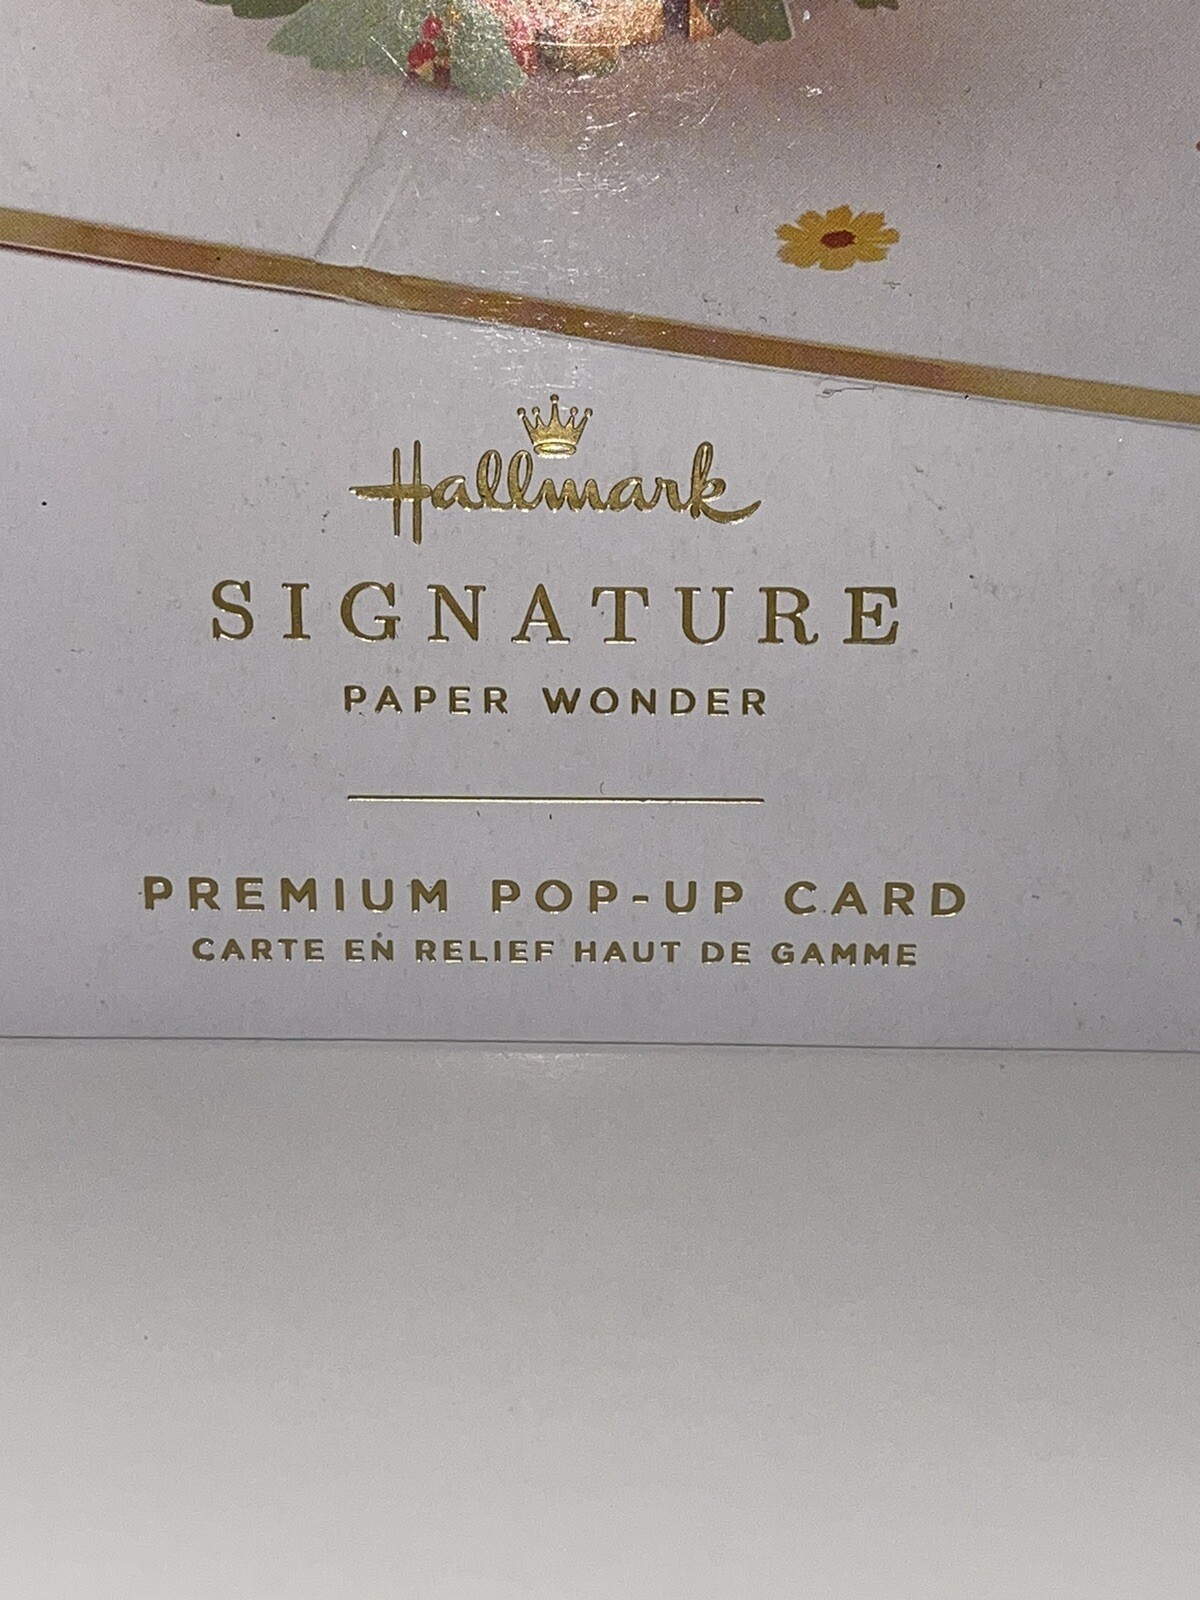 Hallmark
SIGNATURE
PAPER WONDER
PREMIUM POP-UP CARD
CARTE EN RELIEF HAUT DE GAMME